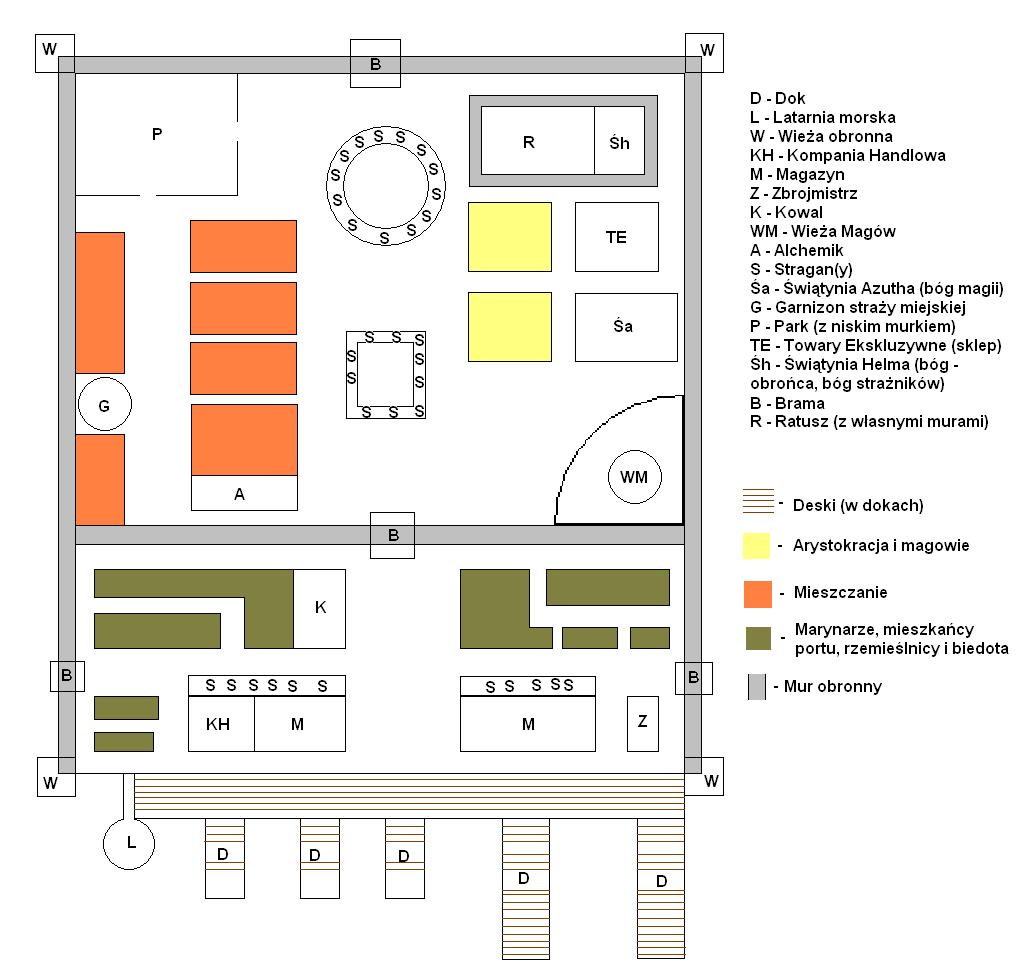 W
W
B
P
S S S S
S
S
S
S
S
S
S
S
S
R
Śh
TE
Śa
S S S
S S
S S
S S S
G
A
WM
B
K
B
B
S S S S S S
S S S S S
KH
M
M
Z
W
W
L
D
D
D
D
D
D - Dok
L - Latarnia morska
W - Wieża obronna
KH - Kompania Handlowa
M - Magazyn
Z - Zbrojmistrz
K - Kowal
WM - Wieża Magów
A - Alchemik
S - Stragan(y)
Śa - Świątynia Azutha (bóg magii)
G - Garnizon straży miejskiej
P - Park (z niskim murkiem)
TE - Towary Ekskluzywne (sklep)
Śh - Świątynia Helma (bóg -
obrońca, bóg strażników)
B - Brama
R - Ratusz (z własnymi murami)
- Deski (w dokach)
- Arystokracja i magowie
- Mieszczanie
- Marynarze, mieszkańcy
portu, rzemieślnicy i biedota
- Mur obronny